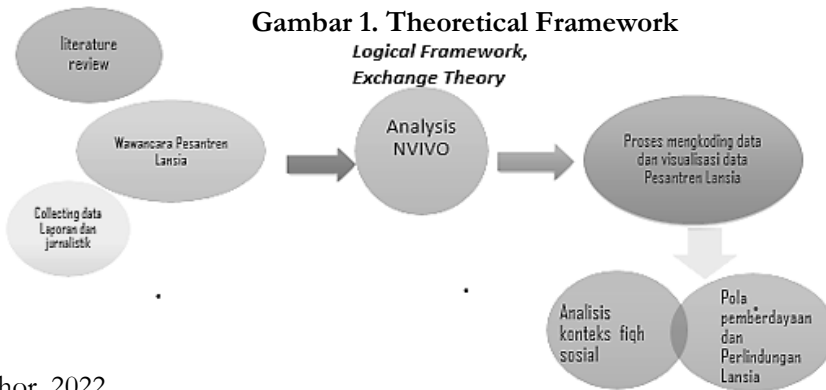 Gambar 1. Theoretical Framework
Logical Framework,
Exchange Theory
literature
review
Wawancara Pesantren
Lansia
Collecting data
Laporan dan
jurnalistik
Analysis
NVIVO
Proses mengkoding data
dan visualisasi data
Pesantren Lansia
Analisis
konteks fiqh
sosial
Pola
pemberdayaan
dan
Perlindungan
Lansia
2022